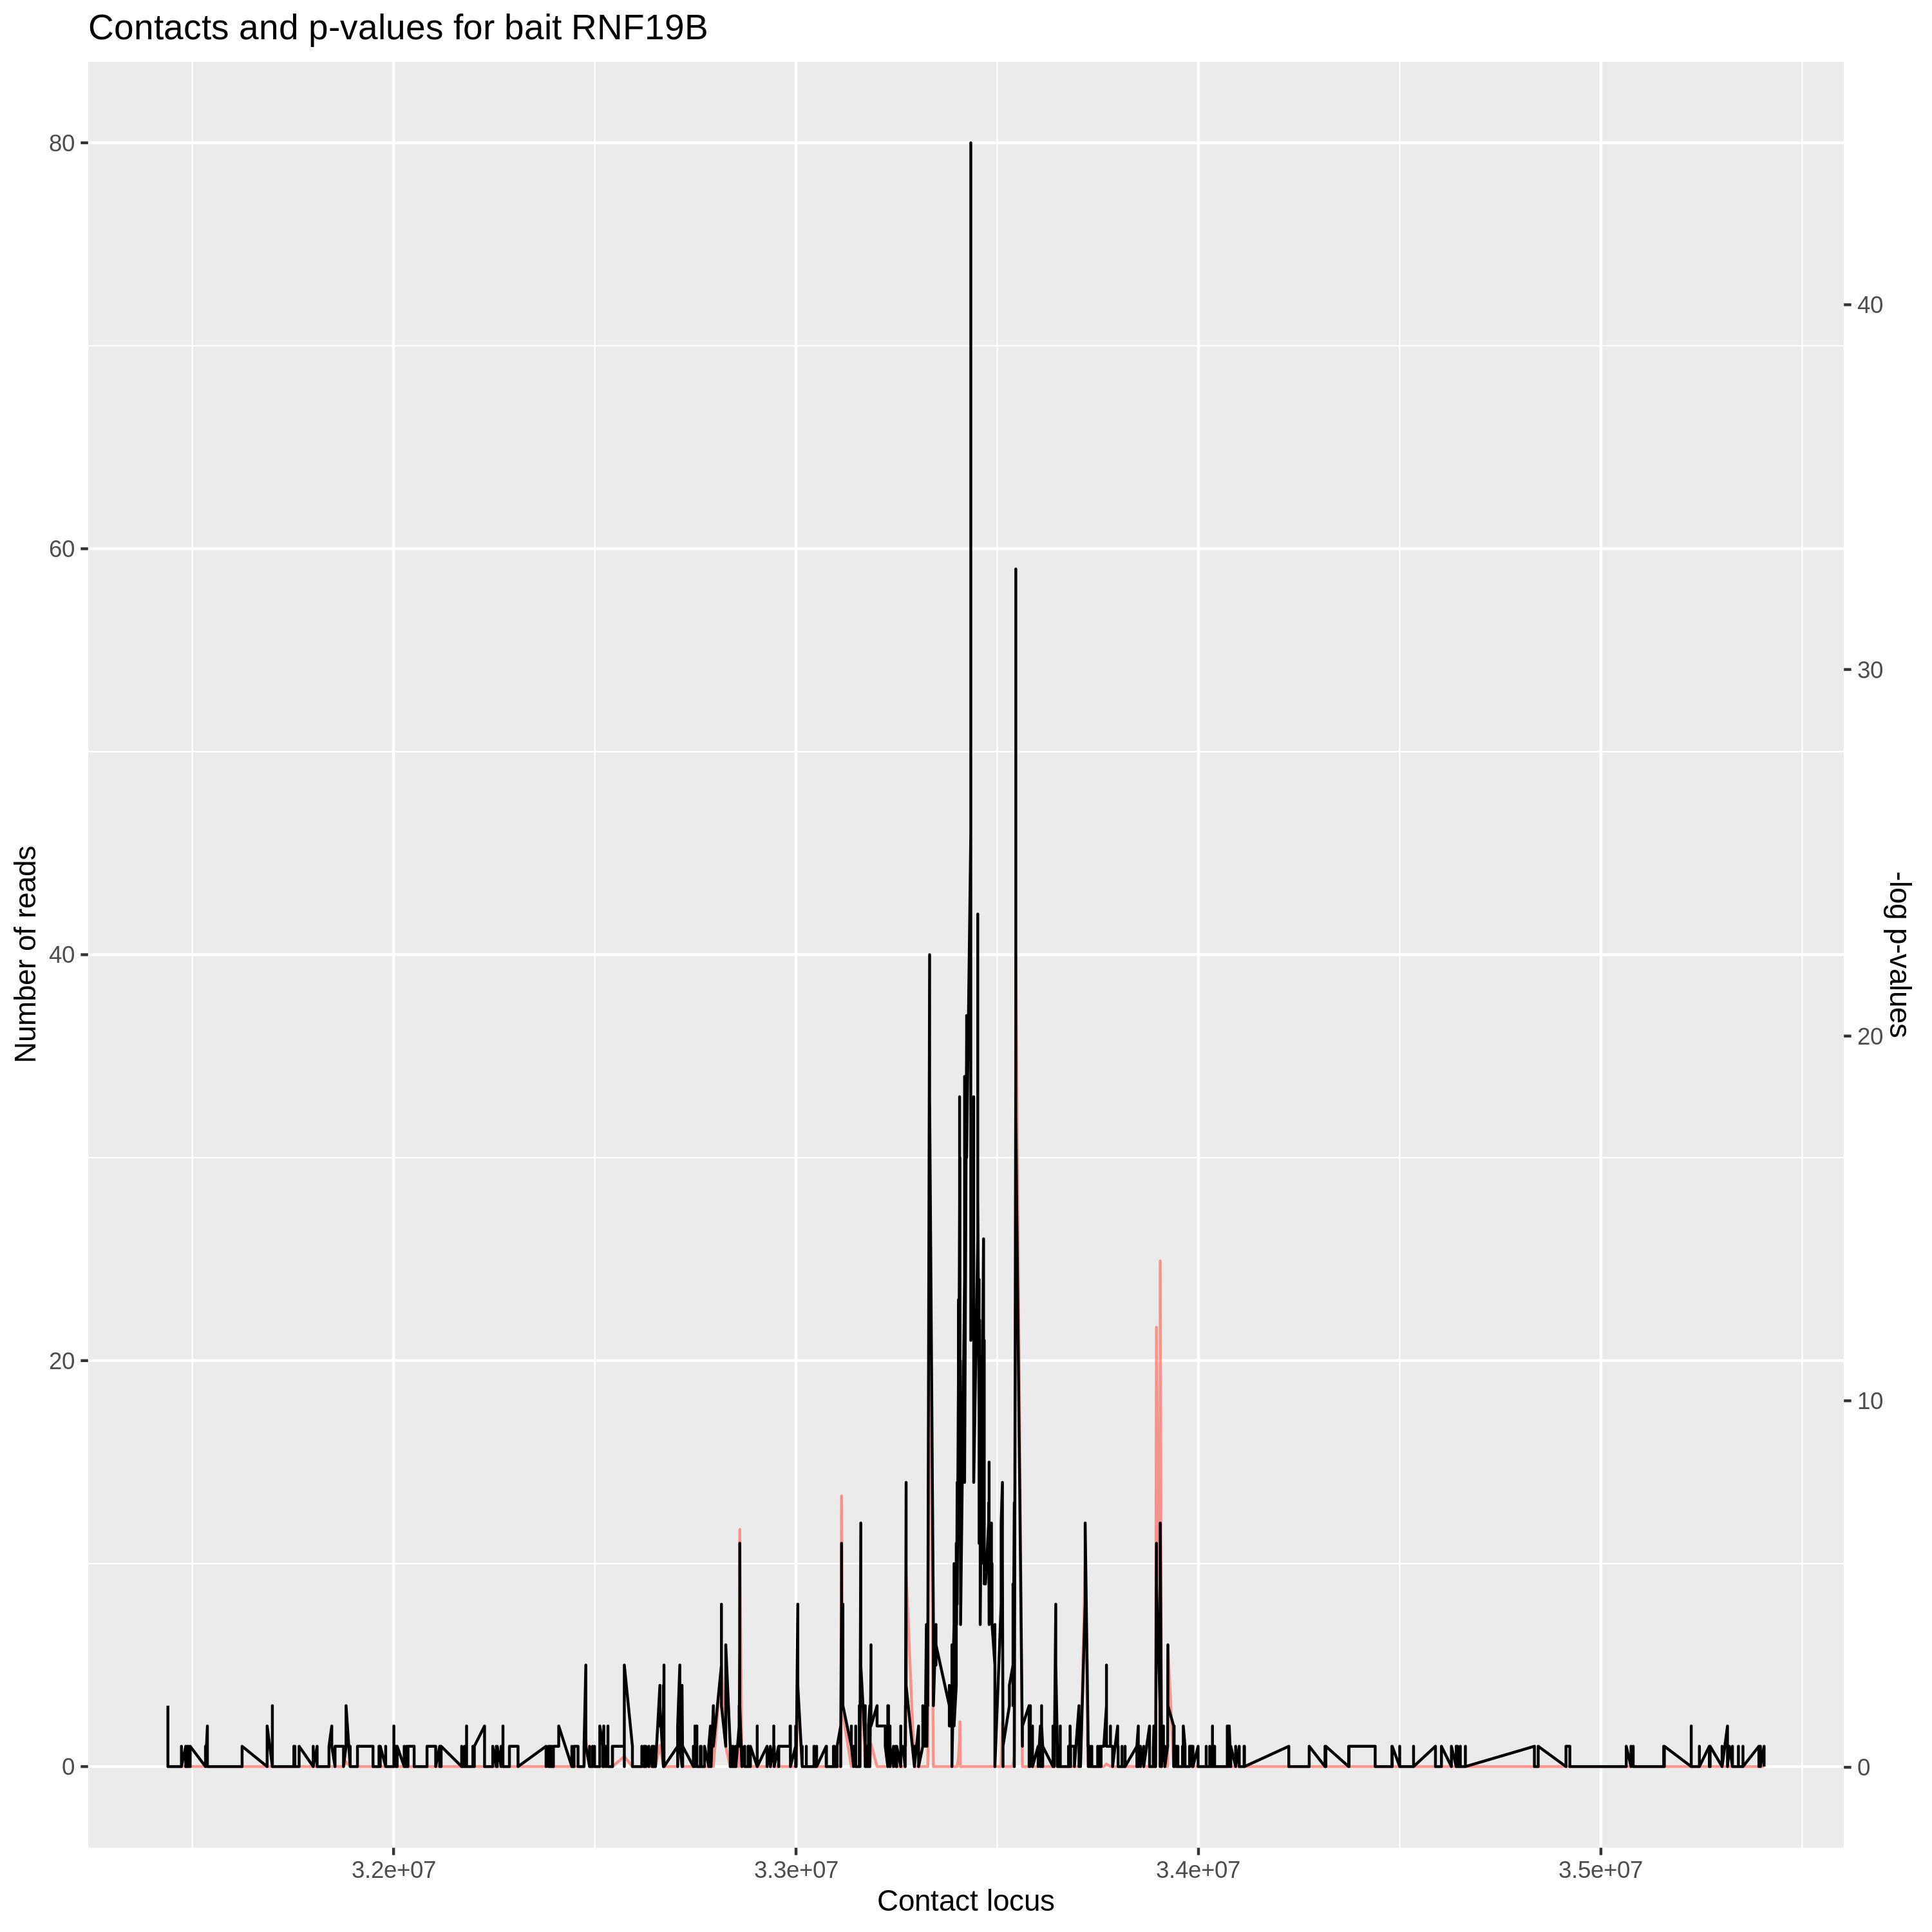 Contacts and p-values for bait RNF19B
80
60
40
20
0
Number of reads
40
30
20
10
0
-log p-values
3.2e+07
3.3e+07
3.4e+07
3.5e+07
Contact locus